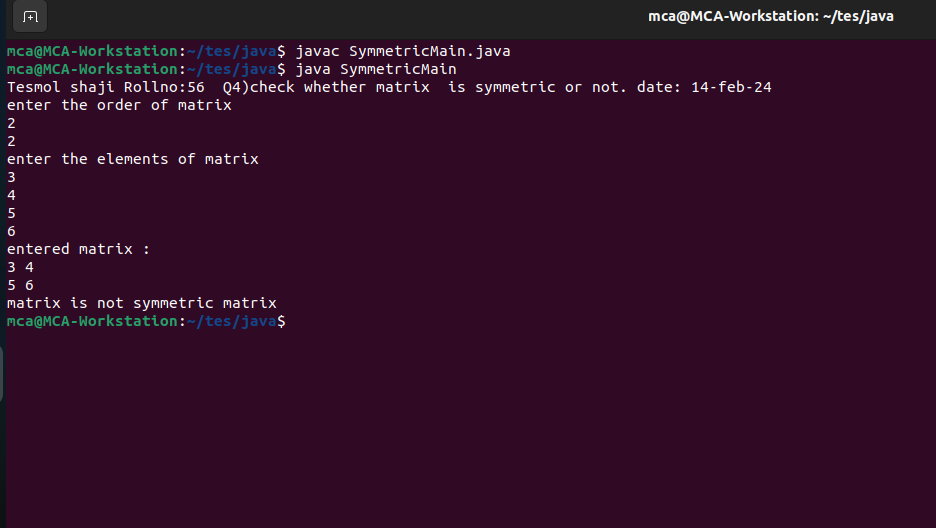 mca@MCA-Workstation: ~/tes/java
mca@MCA-Workstation:~/tes/java$ javac SymmetricMain.java
mca@MCA-Workstation:~/tes/java$ java SymmetricMain
Tesmol shaji Rollno:56  Q4)check whether matrix  is symmetric or not. date: 14-feb-24
enter the order of matrix
2
2
enter the elements of matrix
3
4
5
6
entered matrix :
3 4
5 6
matrix is not symmetric matrix
mca@MCA-Workstation:~/tes/java$